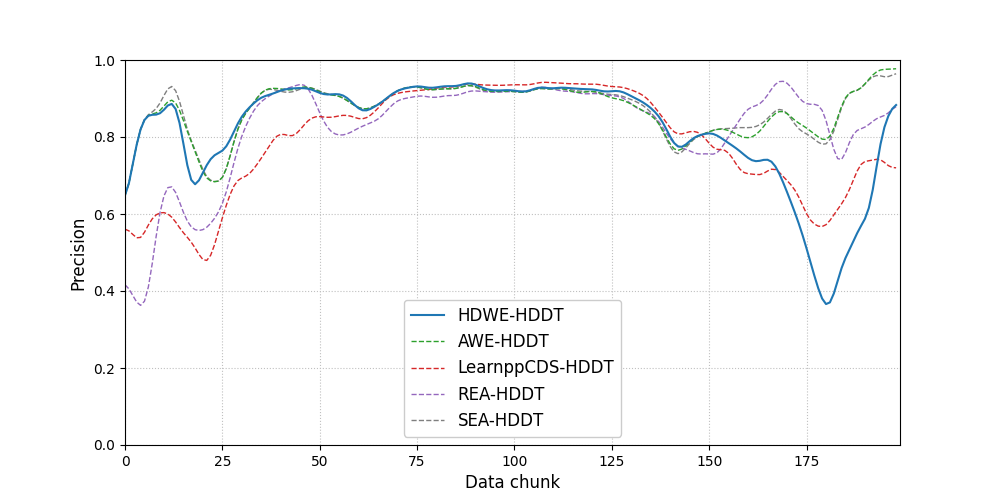 1.0
0.8
0.6
0.4
0.2
0.0
Precision
0
25
50
75
100
125
150
175
Data chunk
HDWE-HDDT
AWE-HDDT
LearnppCDS-HDDT
REA-HDDT
SEA-HDDT